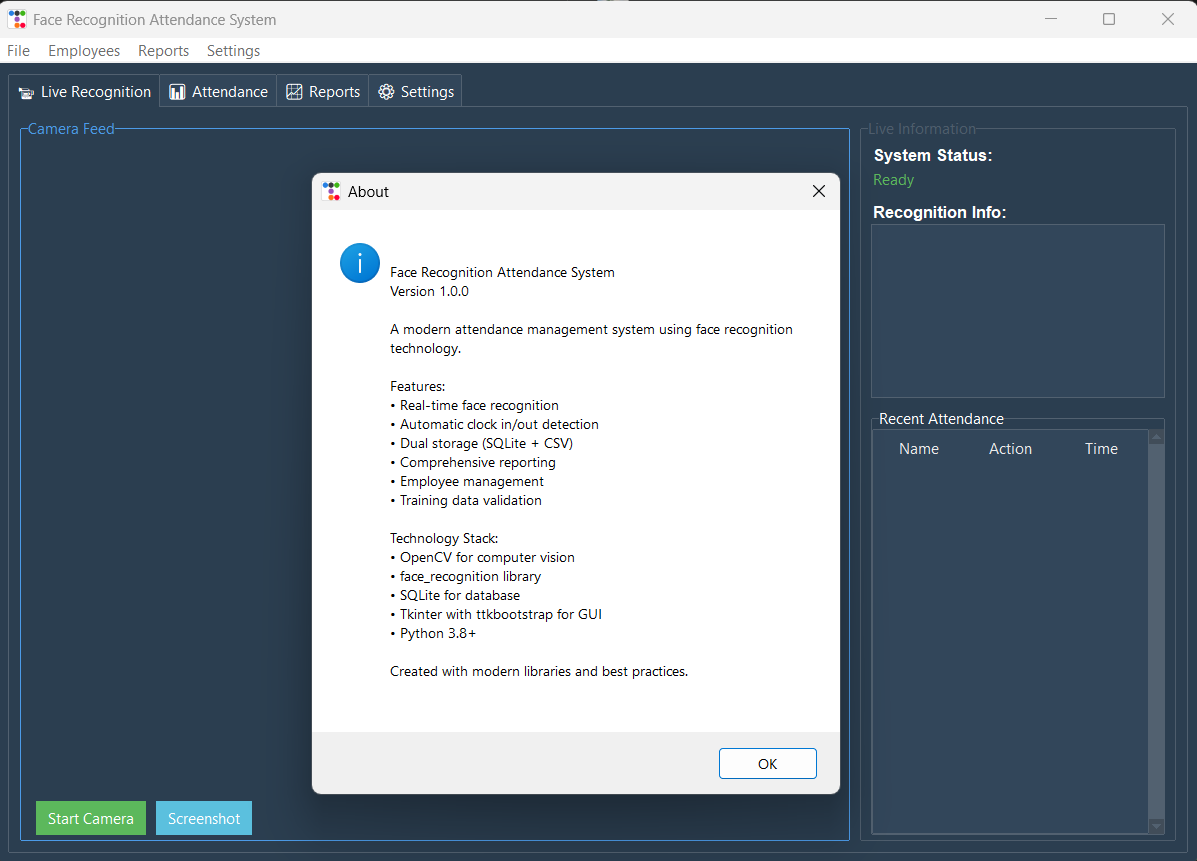 Face Recognition Attendance System
File Employees Reports Settings
Live Recognition Attendance Reports Settings
Camera Feed
Live Information
System Status:
Ready
Recognition Info:
Recent Attendance
Name Action Time
About
Face Recognition Attendance System
Version 1.0.0
A modern attendance management system using face recognition
technology.
Features:
• Real-time face recognition
• Automatic clock in/out detection
• Dual storage (SQLite + CSV)
• Comprehensive reporting
• Employee management
• Training data validation
Technology Stack:
• OpenCV for computer vision
• face_recognition library
• SQLite for database
• Tkinter with ttkbootstrap for GUI
• Python 3.8+
Created with modern libraries and best practices.
OK
Start Camera Screenshot